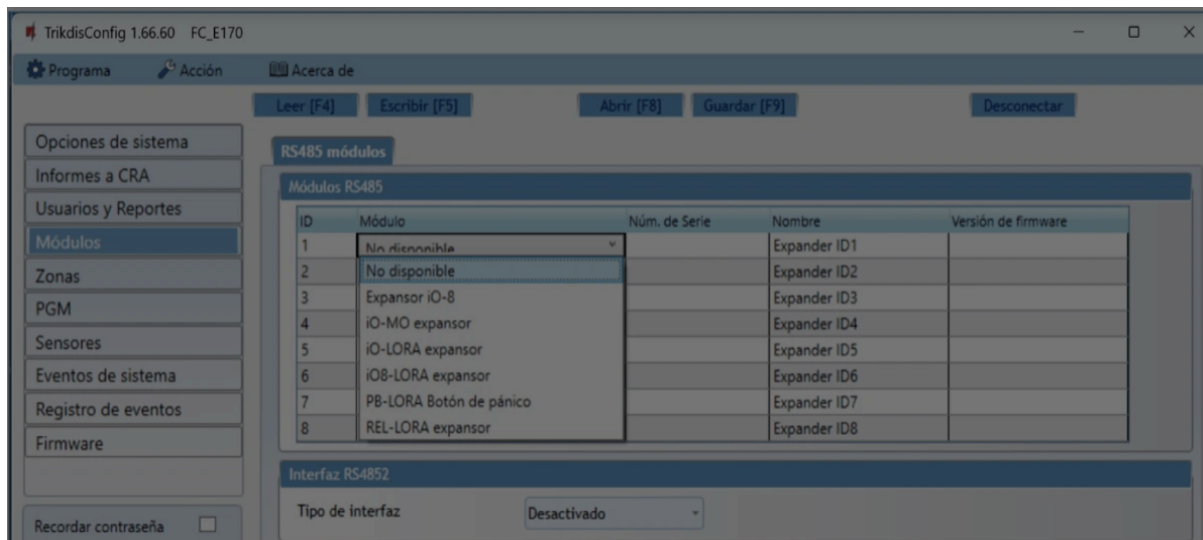 TrikdisConfig 1.66.60 FC_E170
Programa Acción Acerca de
Leer [F4] Escribir [F5] Abrir [F8] Guardar [F9] Desconectar
Opciones de sistema
Informes a CRA
Usuarios y Reportes
Módulos
Zonas
PGM
Sensores
Eventos de sistema
Registro de eventos
Firmware
Recordar contraseña
RS485 módulos
Módulos RS485
ID Módulo Núm. de Serie Nombre Versión de firmware
1 No disponible Expander ID1
2 No disponible Expander ID2
3 Expansor iO-8 Expander ID3
4 iO-MO expansor Expander ID4
5 iO-LORA expansor Expander ID5
6 iO8-LORA expansor Expander ID6
7 PB-LORA Botón de pánico Expander ID7
8 REL-LORA expansor Expander ID8
Interfaz RS4852
Tipo de interfaz Desactivado